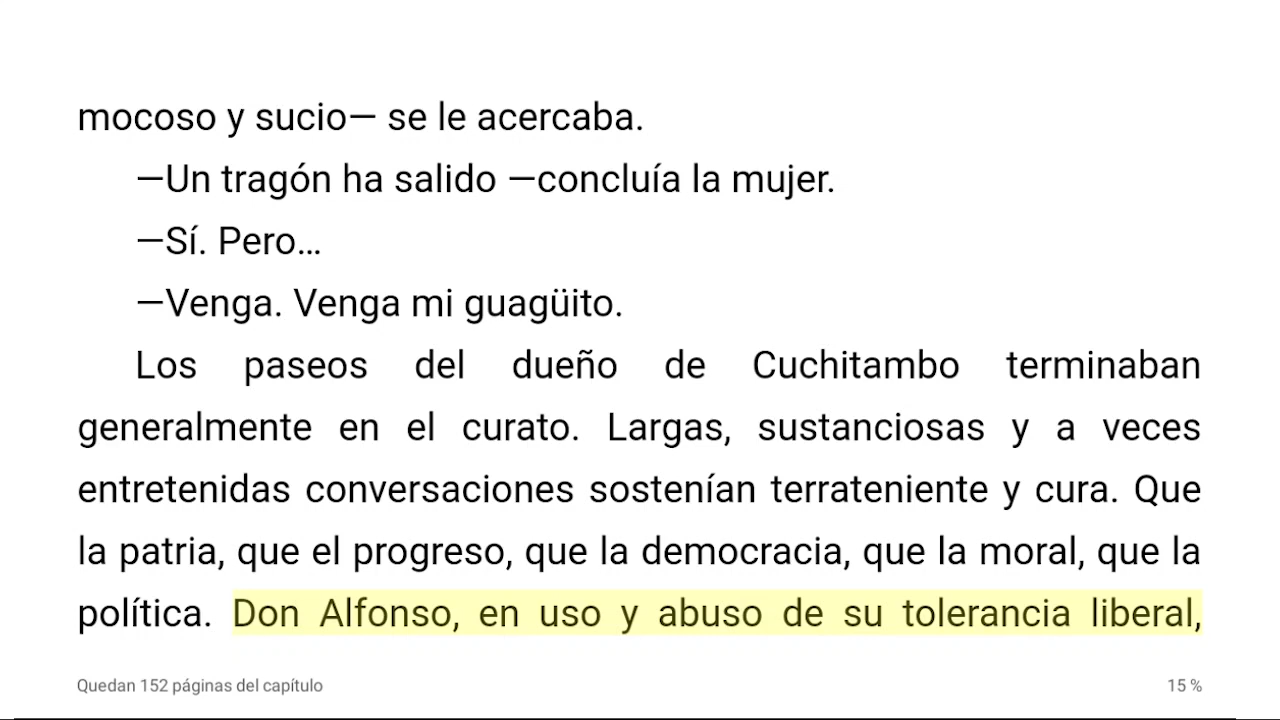 mocoso y sucio— se le acercaba.
—Un tragón ha salido —concluía la mujer.
—Sí. Pero…
—Venga. Venga mi guagüito.
Los paseos del dueño de Cuchitambo terminaban
generalmente en el curato. Largas, sustanciosas y a veces
entretenidas conversaciones sostenían terrateniente y cura. Que
la patria, que el progreso, que la democracia, que la moral, que la
política. Don Alfonso, en uso y abuso de su tolerancia liberal,
Quedan 152 páginas del capítulo
15 %